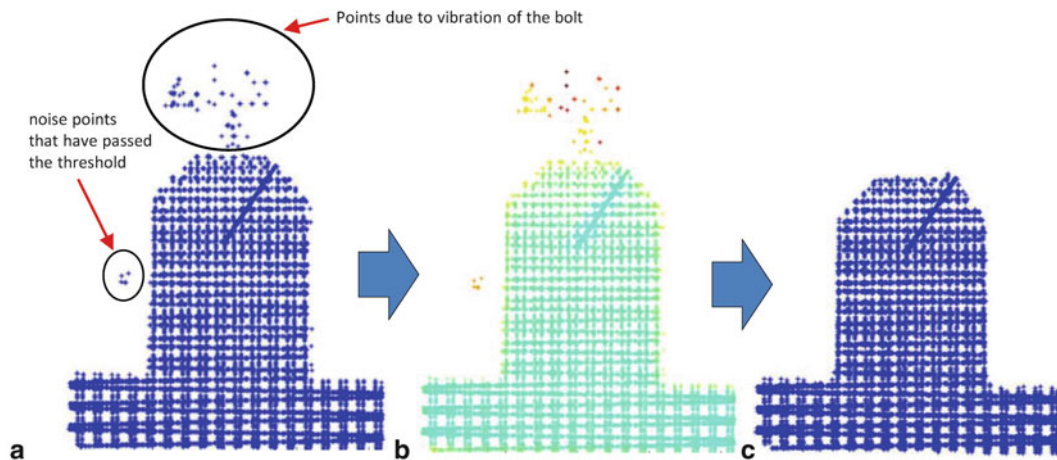 Points due to vibration of the bolt
noise points
that have passed
the threshold
a
b
c